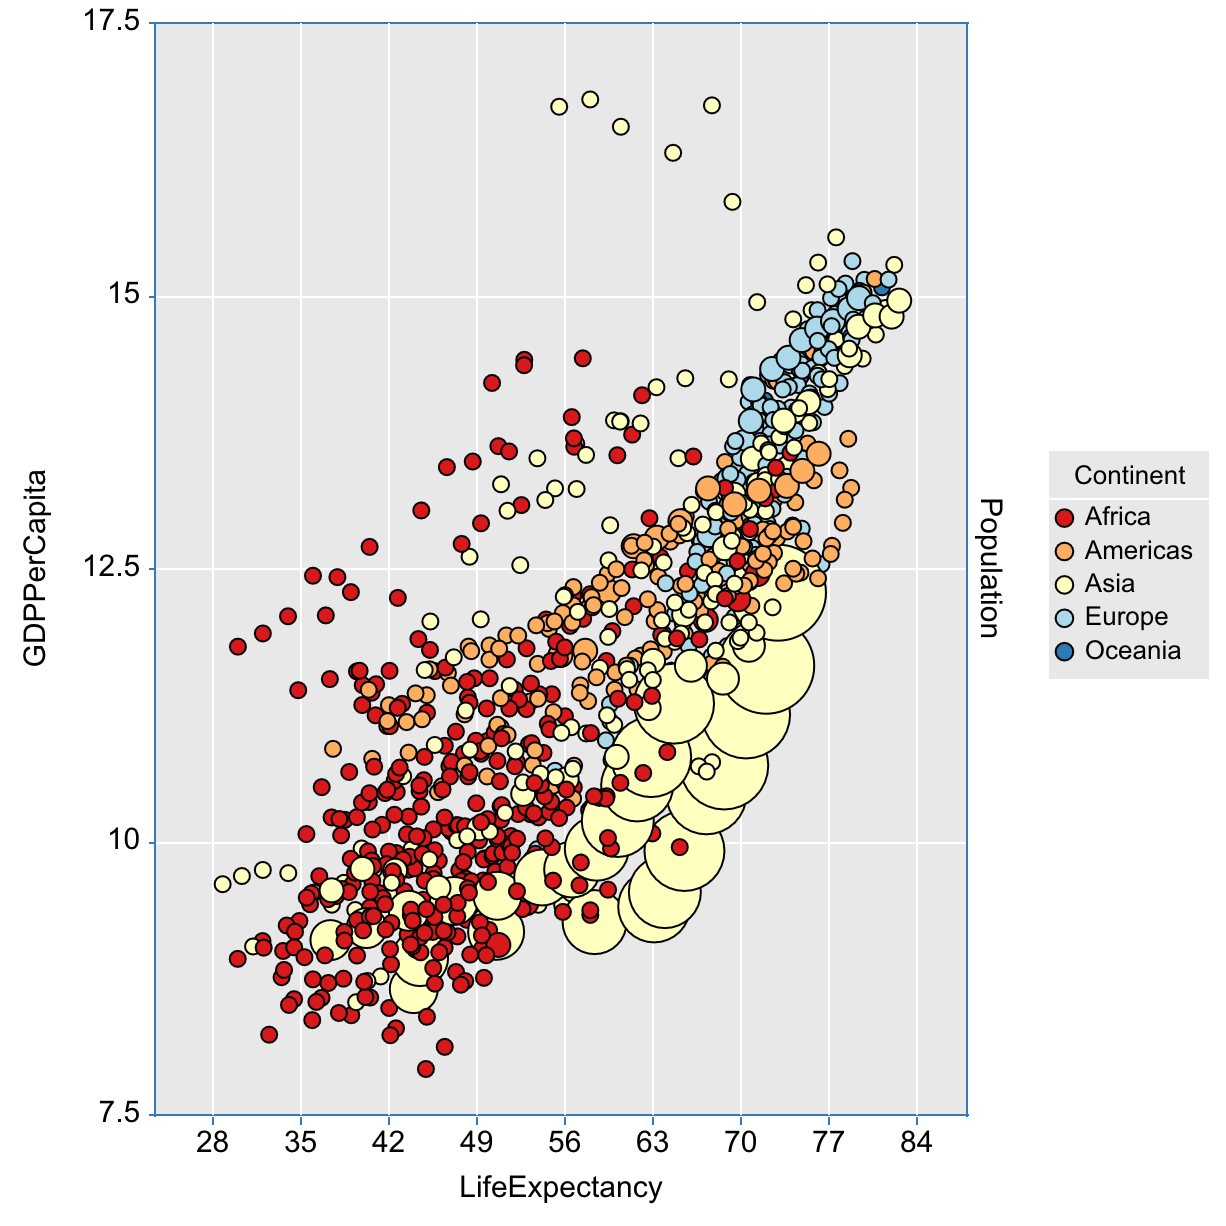 17.5
15
12.5
10
7.5
GDPPerCapita
28 35 42 49 56 63 70 77 84
LifeExpectancy
Population
Continent
Africa
Americas
Asia
Europe
Oceania